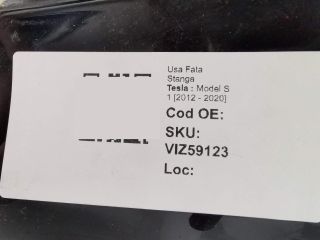 Usa Fata
Stanga
Tesla : Model S
1 [2012 - 2020]
Cod OE:
SKU:
VIZ59123
Loc: